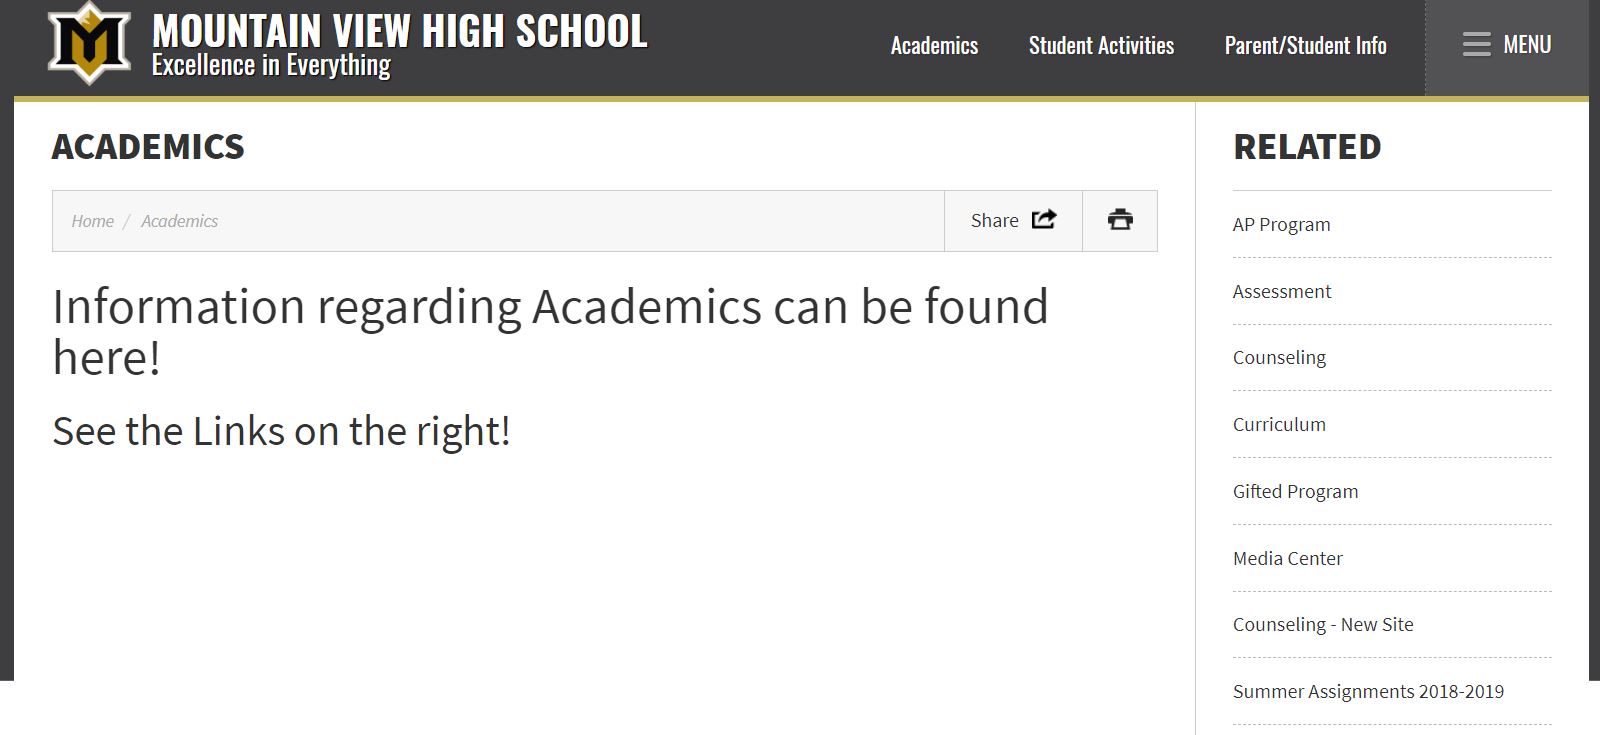 M
MOUNTAIN VIEW HIGH SCHOOL
Excellence in Everything
Academics
Student Activities
Parent/Student Info
MENU
ACADEMICS
Home / Academics
Share
Information regarding Academics can be found
here!
See the Links on the right!
RELATED
AP Program
Assessment
Counseling
Curriculum
Gifted Program
Media Center
Counseling - New Site
Summer Assignments 2018-2019